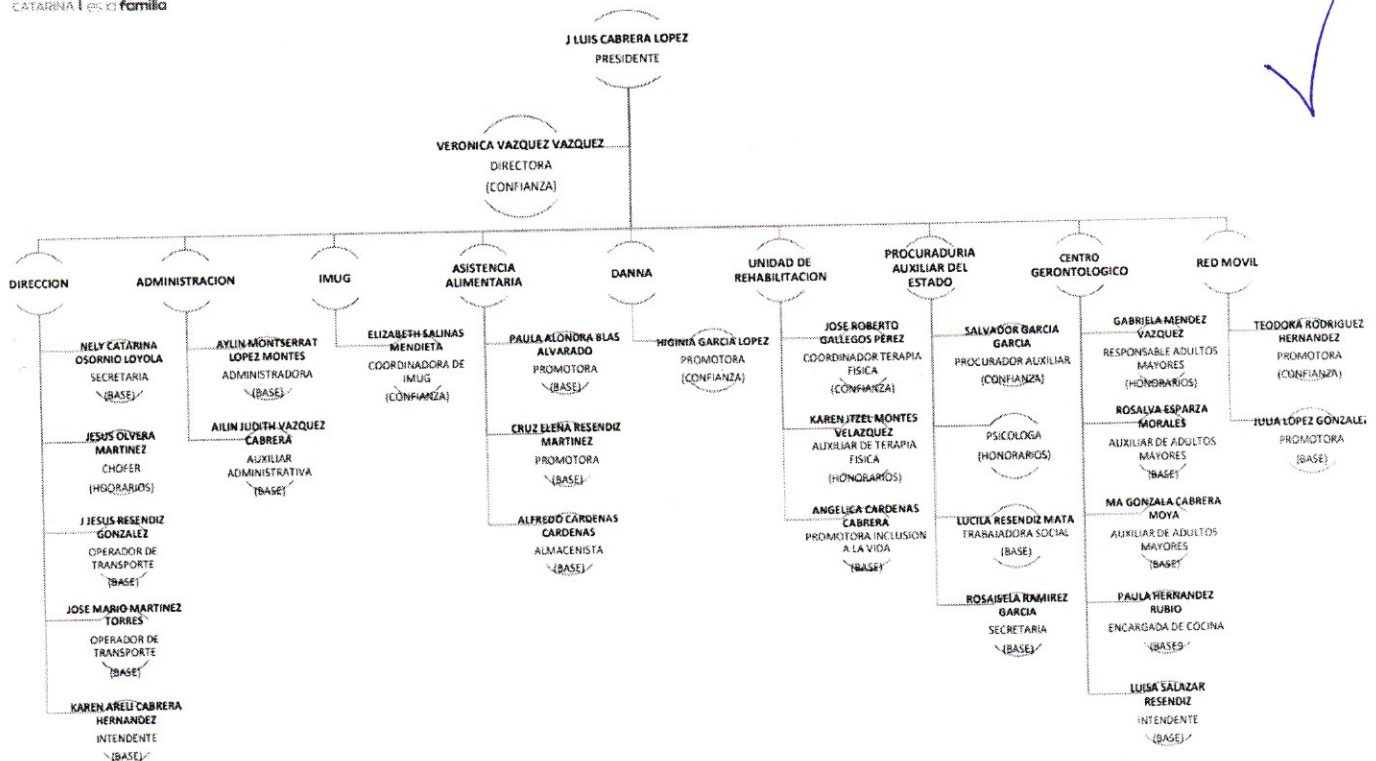 CATARINA es la familia
J LUIS CABRERA LOPEZ
PRESIDENTE
VERONICA VAZQUEZ VAZQUEZ
DIRECTORA
(CONFIANZA)
DIRECCION
NELY CATARINA
OSORNIO LOYOLA
SECRETARIA
(BASE)
JESUS OLVERA
MARTINEZ
CHOFER
(HOORARIOS)
J JESUS RESENDIZ
GONZALEZ
OPERADOR DE
TRANSPORTE
(BASE)
JOSE MARIO MARTINEZ
TORRES
OPERADOR DE
TRANSPORTE
(BASE)
KAREN ARELI CABRERA
HERNANDEZ
INTENDENTE
(BASE)
ADMINISTRACION
AYLIN MONTSERRAT
LOPEZ MONTES
ADMINISTRADORA
(BASE)
AILIN JUDITH VAZQUEZ
CABRERA
AUXILIAR
ADMINISTRATIVA
(BASE)
IMUG
ELIZABETH SALINAS
MENDIETA
COORDINADORA DE
IMUG
(CONFIANZA)
ASISTENCIA
ALIMENTARIA
PAULA ALONDRA BLAS
ALVARADO
PROMOTORA
(BASE)
CRUZ ELENA RESENDIZ
MARTINEZ
PROMOTORA
(BASE)
ALFREDO CARDENAS
CARDENAS
ALMACENISTA
(BASE)
DANNA
HIGINIA GARCIA LOPEZ
PROMOTORA
(CONFIANZA)
UNIDAD DE
REHABILITACION
JOSE ROBERTO
GALLEGOS PÉREZ
COORDINADOR TERAPIA
FISICA
(CONFIANZA)
KAREN ITZEL MONTES
VELAZQUEZ
AUXILIAR DE TERAPIA
FISICA
(HONORARIOS)
ANGELICA CARDENAS
CABRERA
PROMOTORA INCLUSION
A LA VIDA
(BASE)
PROCURADURIA
AUXILIAR DEL
ESTADO
SALVADOR GARCIA
GARCIA
PROCURADOR AUXILIAR
(CONFIANZA)
PSICOLOGA
(HONORARIOS)
LUCILA RESENDIZ MATA
TRABAJADORA SOCIAL
(BASE)
ROSAISELA RAMIREZ
GARCIA
SECRETARIA
(BASE)
CENTRO
GERONTOLOGICO
GABRIELA MENDEZ
VAZQUEZ
RESPONSABLE ADULTOS
MAYORES
(HONORARIOS)
ROSALVA ESPARZA
MORALES
AUXILIAR DE ADULTOS
MAYORES
(BASE)
MA GONZALA CABRERA
MOYA
AUXILIAR DE ADULTOS
MAYORES
(BASE)
PAULA HERNANDEZ
RUBIO
ENCARGADA DE COCINA
(BASE9
LUISA SALAZAR
RESENDIZ
INTENDENTE
(BASE)
RED MOVIL
TEODORA RODRIGUEZ
HERNANDEZ
PROMOTORA
(CONFIANZA)
JULIA LOPEZ GONZALEZ
PROMOTORA
(BASE)